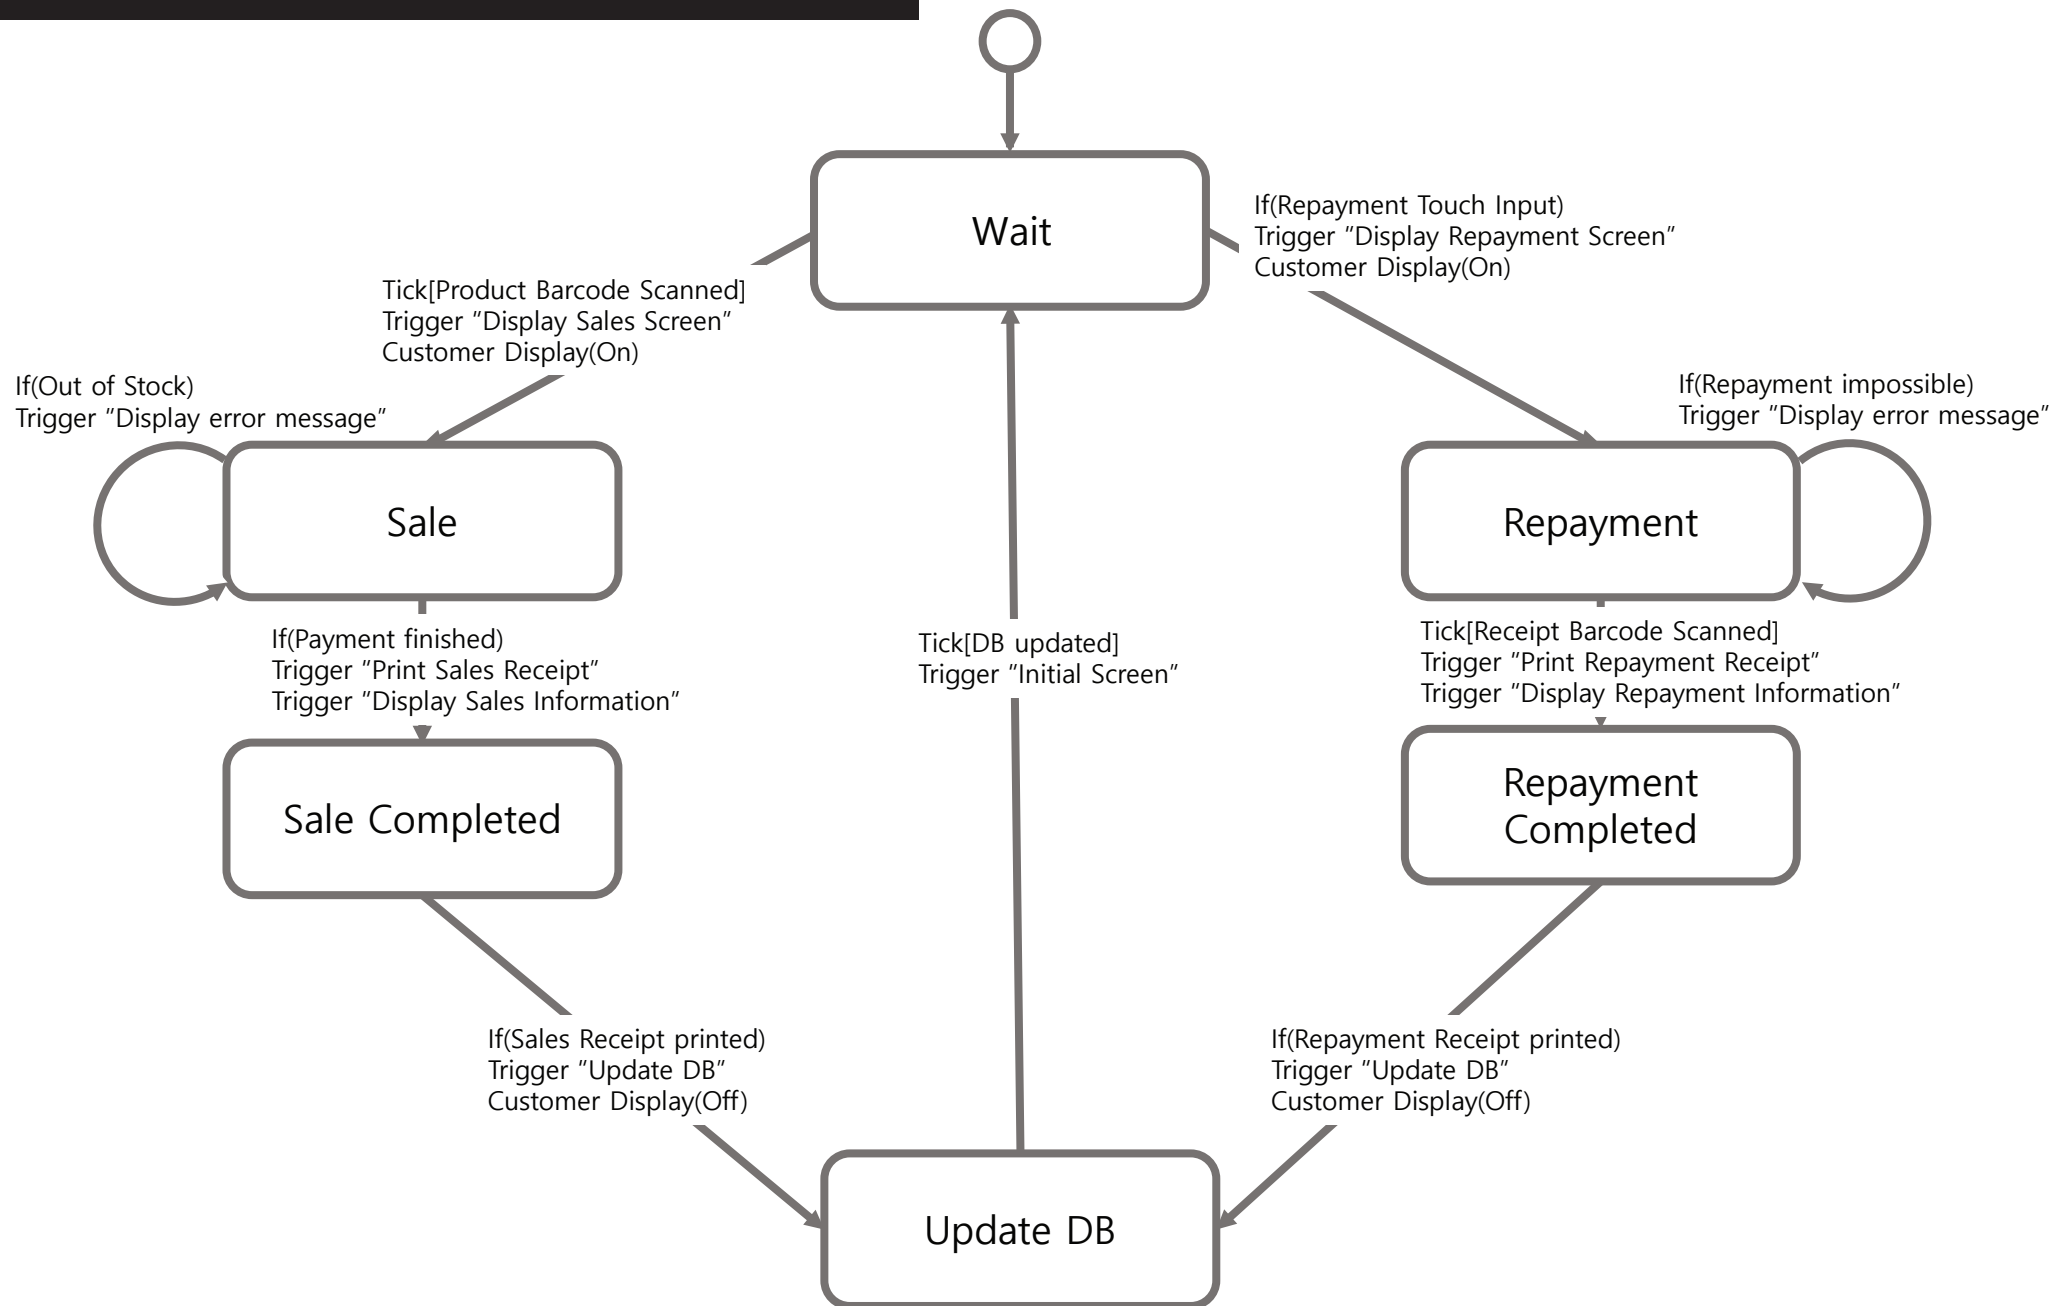 Wait
If(Repayment Touch Input)
Trigger "Display Repayment Screen"
Customer Display(On)
Tick[Product Barcode Scanned]
Trigger "Display Sales Screen"
Customer Display(On)
If(Out of Stock)
Trigger "Display error message"
If(Repayment impossible)
Trigger "Display error message"
Sale
Repayment
If(Payment finished)
Trigger "Print Sales Receipt"
Trigger "Display Sales Information"
Tick[DB updated]
Trigger "Initial Screen"
Tick[Receipt Barcode Scanned]
Trigger "Print Repayment Receipt"
Trigger "Display Repayment Information"
Sale Completed
Repayment
Completed
If(Sales Receipt printed)
Trigger "Update DB"
Customer Display(Off)
If(Repayment Receipt printed)
Trigger "Update DB"
Customer Display(Off)
Update DB